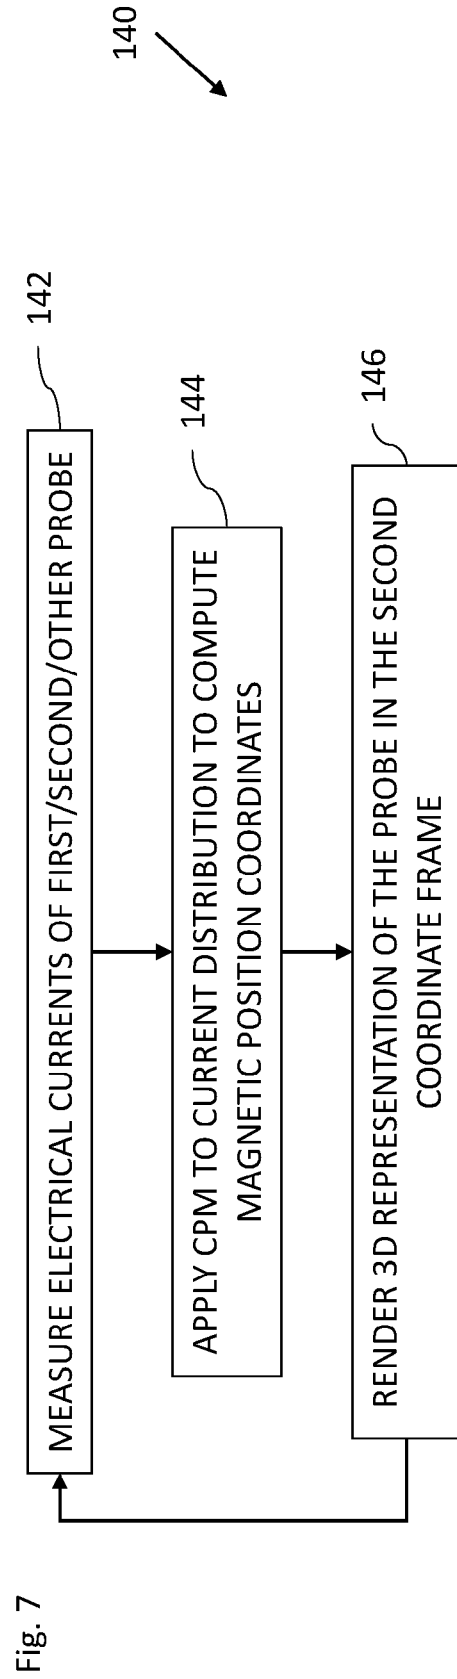 Fig. 7
140
142
MEASURE ELECTRICAL CURRENTS OF FIRST/SECOND/OTHER PROBE
144
APPLY CPM TO CURRENT DISTRIBUTION TO COMPUTE
MAGNETIC POSITION COORDINATES
146
RENDER 3D REPRESENTATION OF THE PROBE IN THE SECOND
COORDINATE FRAME